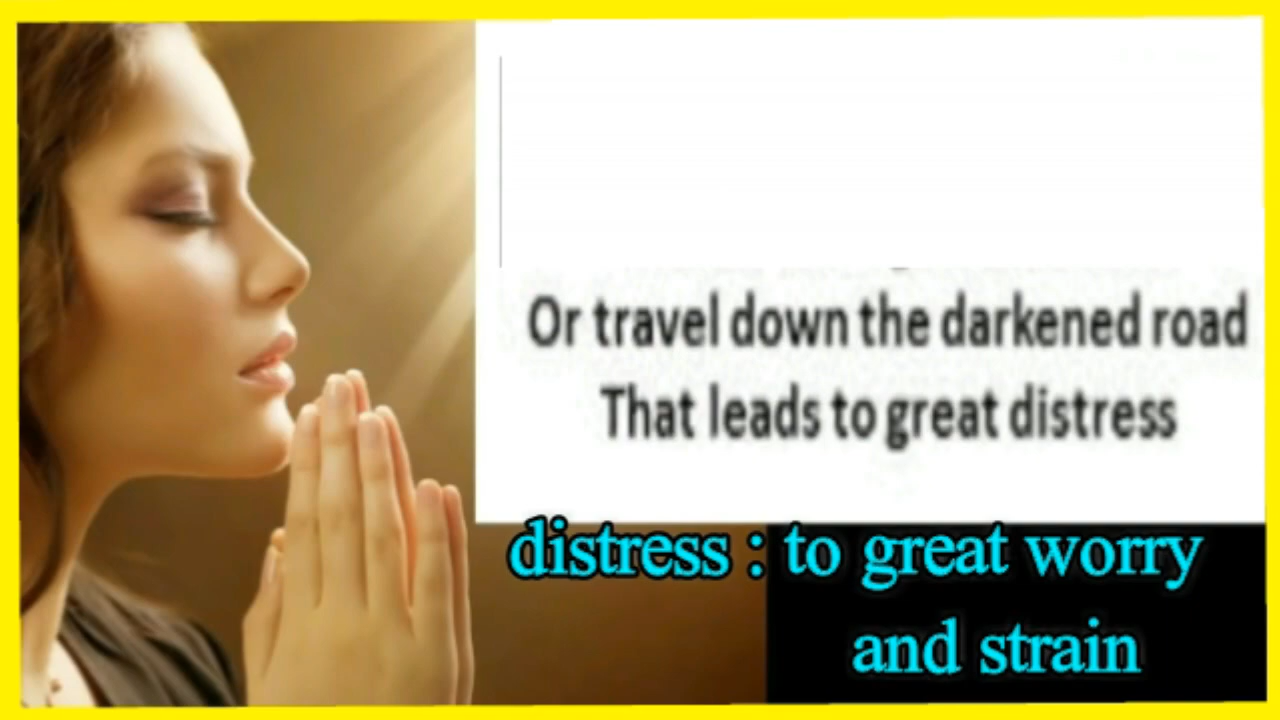 Or travel down the darkened road
That leads to great distress
distress : to great worry
and strain